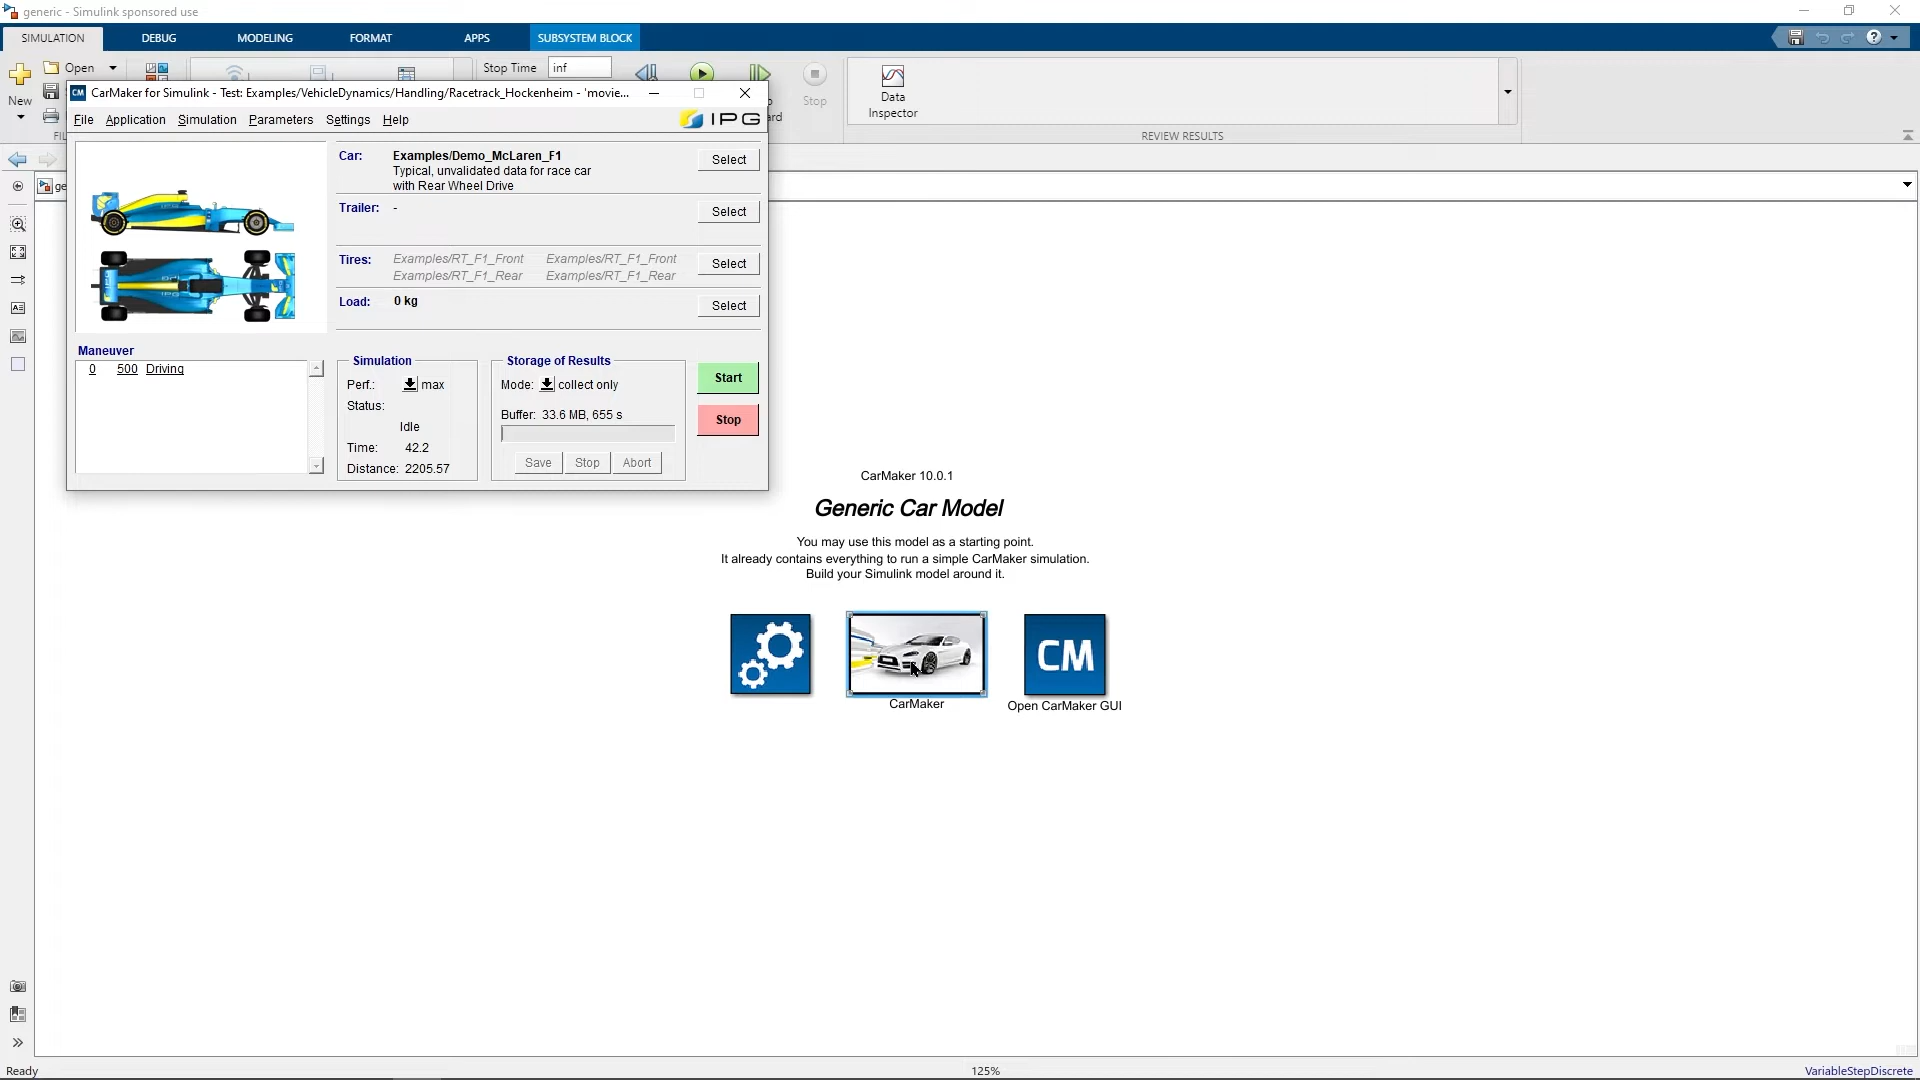 generic - Simulink sponsored use
SIMULATION
DEBUG
MODELING
FORMAT
APPS
SUBSYSTEM BLOCK
New
Open
Stop Time
inf
Stop
Data
Inspector
REVIEW RESULTS
CM
CarMaker for Simulink - Test: Examples/VehicleDynamics/Handling/Racetrack_Hockenheim - 'movie...
File Application Simulation Parameters Settings Help
IPG
Car:
Examples/Demo_McLaren_F1
Typical, unvalidated data for race car
with Rear Wheel Drive
Select
Trailer: -
Select
Tires:
Examples/RT_F1_Front Examples/RT_F1_Front
Examples/RT_F1_Rear Examples/RT_F1_Rear
Select
Load: 0 kg
Select
Maneuver
0 500 Driving
Simulation
Perf.: max
Status:
Idle
Time: 42.2
Distance: 2205.57
Storage of Results
Mode: collect only
Buffer: 33.6 MB, 655 s
Save Stop Abort
Start
Stop
CarMaker 10.0.1
Generic Car Model
You may use this model as a starting point.
It already contains everything to run a simple CarMaker simulation.
Build your Simulink model around it.
CM
CarMaker
Open CarMaker GUI
Ready
125%
VariableStepDiscrete